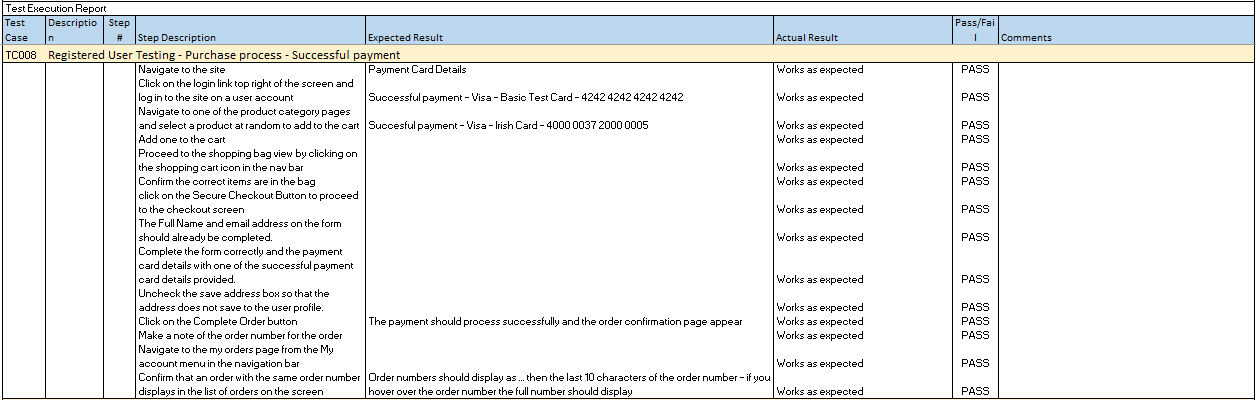 Test Execution Report
Test Case Descriptio n Step # Step Description Expected Result Actual Result Pass/Fai l Comments
TC008 Registered User Testing - Purchase process - Successful payment
Navigate to the site Payment Card Details Works as expected PASS
Click on the login link top right of the screen and
log in to the site on a user account Successful payment - Visa - Basic Test Card - 4242 4242 4242 4242 Works as expected PASS
Navigate to one of the product category pages
and select a product at random to add to the cart Succesful payment - Visa - Irish Card - 4000 0037 2000 0005 Works as expected PASS
Add one to the cart Works as expected PASS
Proceed to the shopping bag view by clicking on
the shopping cart icon in the nav bar Works as expected PASS
Confirm the correct items are in the bag Works as expected PASS
click on the Secure Checkout Button to proceed
to the checkout screen Works as expected PASS
The Full Name and email address on the form
should already be completed. Works as expected PASS
Complete the form correctly and the payment
card details with one of the successful payment
card details provided. Works as expected PASS
Uncheck the save address box so that the
address does not save to the user profile. Works as expected PASS
Click on the Complete Order button The payment should process successfully and the order confirmation page appear Works as expected PASS
Make a note of the order number for the order Works as expected PASS
Navigate to the my orders page from the My
account menu in the navigation bar Works as expected PASS
Confirm that an order with the same order number Order numbers should display as ... then the last 10 characters of the order number - if you
displays in the list of orders on the screen hover over the order number the full number should display Works as expected PASS